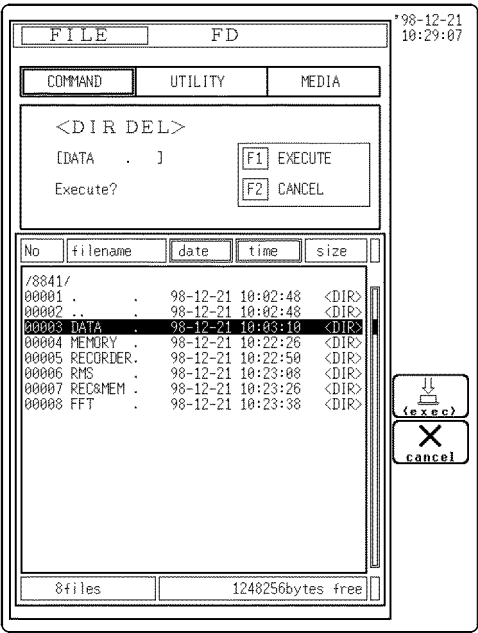 '98-12-21
10:29:07
FILE FD
COMMAND UTILITY MEDIA
<DIR DEL>
[DATA . ]
F1 EXECUTE
Execute?
F2 CANCEL
No filename date time size
/8841/
00001 . . 98-12-21 10:02:48 <DIR>
00002 .. . 98-12-21 10:02:48 <DIR>
00003 DATA . 98-12-21 10:03:10 <DIR>
00004 MEMORY . 98-12-21 10:22:26 <DIR>
00005 RECORDER. 98-12-21 10:22:50 <DIR>
00006 RMS . 98-12-21 10:23:08 <DIR>
00007 REC&MEM . 98-12-21 10:23:26 <DIR>
00008 FFT . 98-12-21 10:23:38 <DIR>
(exec)
cancel
8files 1248256bytes free